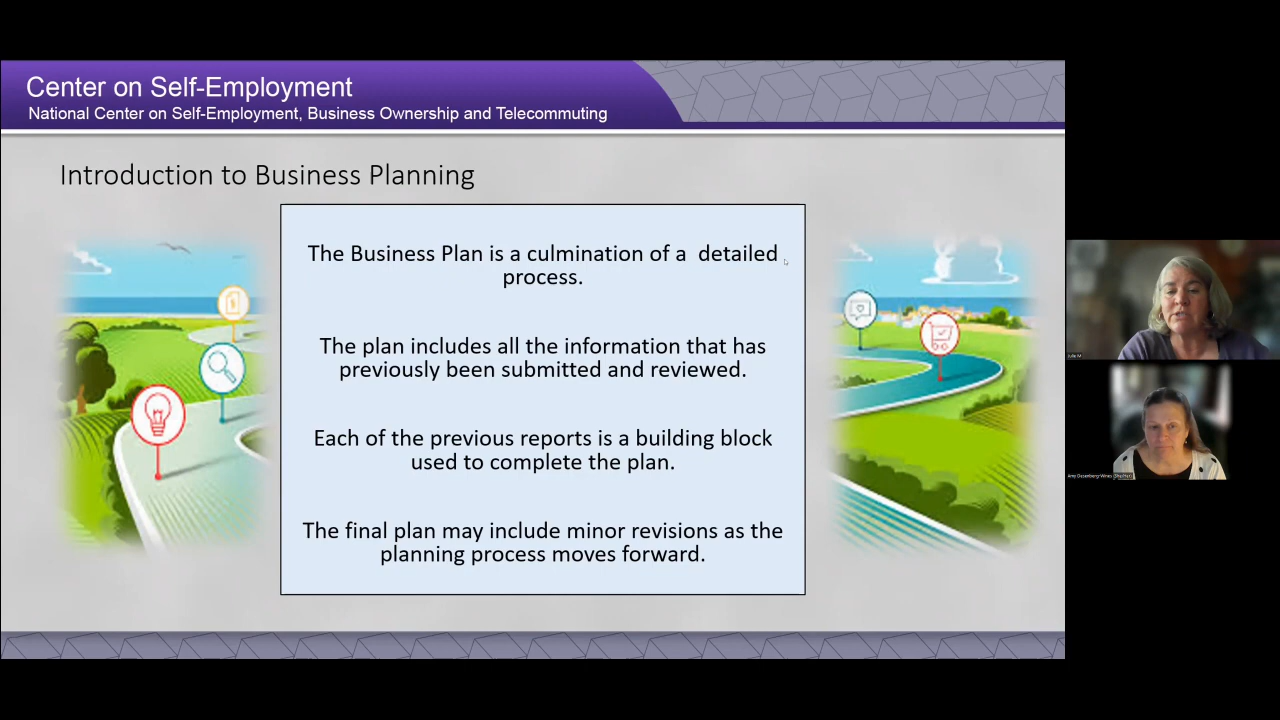 Center on Self-Employment
National Center on Self-Employment, Business Ownership and Telecommuting
Introduction to Business Planning
The Business Plan is a culmination of a detailed
process.
The plan includes all the information that has
previously been submitted and reviewed.
Each of the previous reports is a building block
used to complete the plan.
The final plan may include minor revisions as the
planning process moves forward.
Julie M